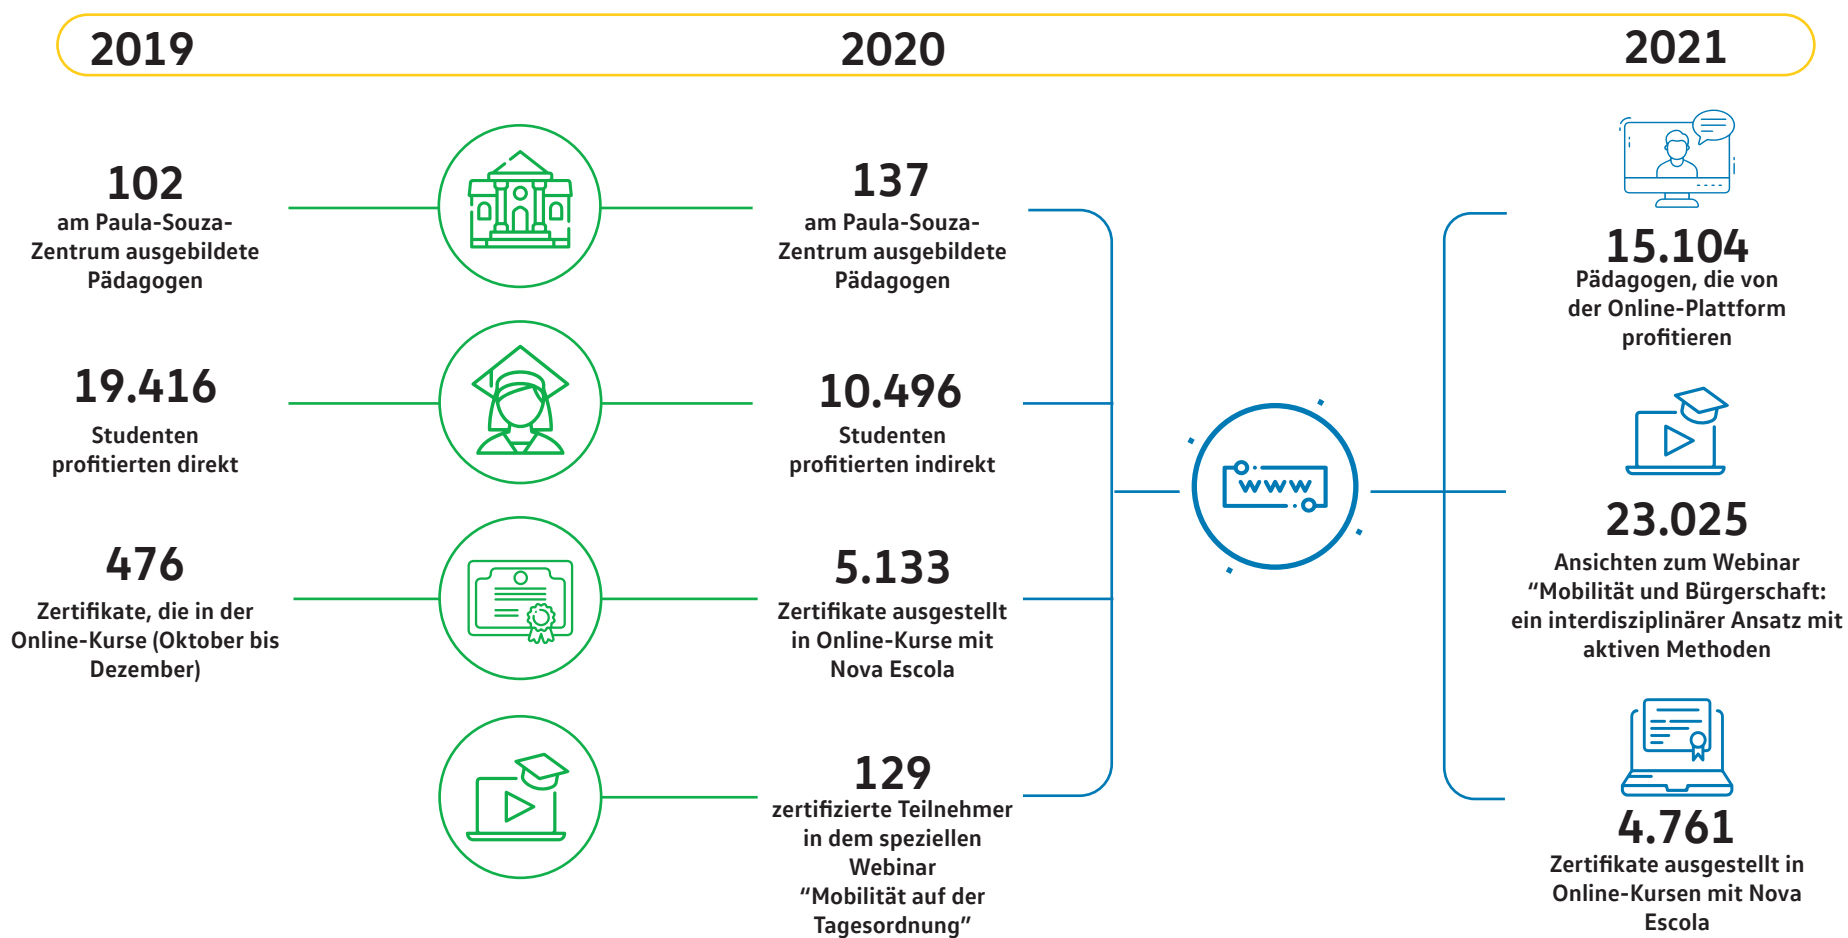 2019
2020
2021
102
am Paula-Souza-
Zentrum ausgebildete
Pädagogen
137
am Paula-Souza-
Zentrum ausgebildete
Pädagogen
15.104
Pädagogen, die von
der Online-Plattform
profitieren
19.416
Studenten
profitierten direkt
10.496
Studenten
profitierten indirekt
www
23.025
Ansichten zum Webinar
“Mobilität und Bürgerschaft:
ein interdisziplinärer Ansatz mit
aktiven Methoden
476
Zertifikate, die in der
Online-Kurse (Oktober bis
Dezember)
5.133
Zertifikate ausgestellt
in Online-Kurse mit
Nova Escola
129
zertifizierte Teilnehmer
in dem speziellen
Webinar
“Mobilität auf der
Tagesordnung”
4.761
Zertifikate ausgestellt in
Online-Kursen mit Nova
Escola